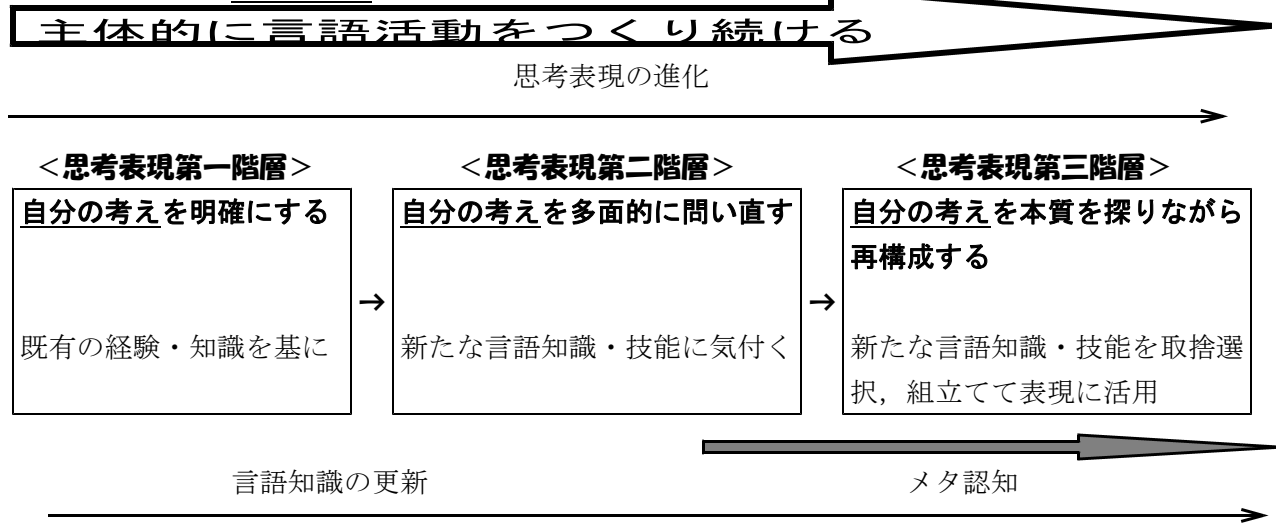 主体的に言語活動をつくり続ける
思考表現の進化
＜思考表現第一階層＞
＜思考表現第二階層＞
＜思考表現第三階層＞
自分の考えを明確にする
既有の経験・知識を基に
→
自分の考えを多面的に問い直す
新たな言語知識・技能に気付く
→
自分の考えを本質を探りながら
再構成する
新たな言語知識・技能を取捨選
択，組立てて表現に活用
言語知識の更新
メタ認知